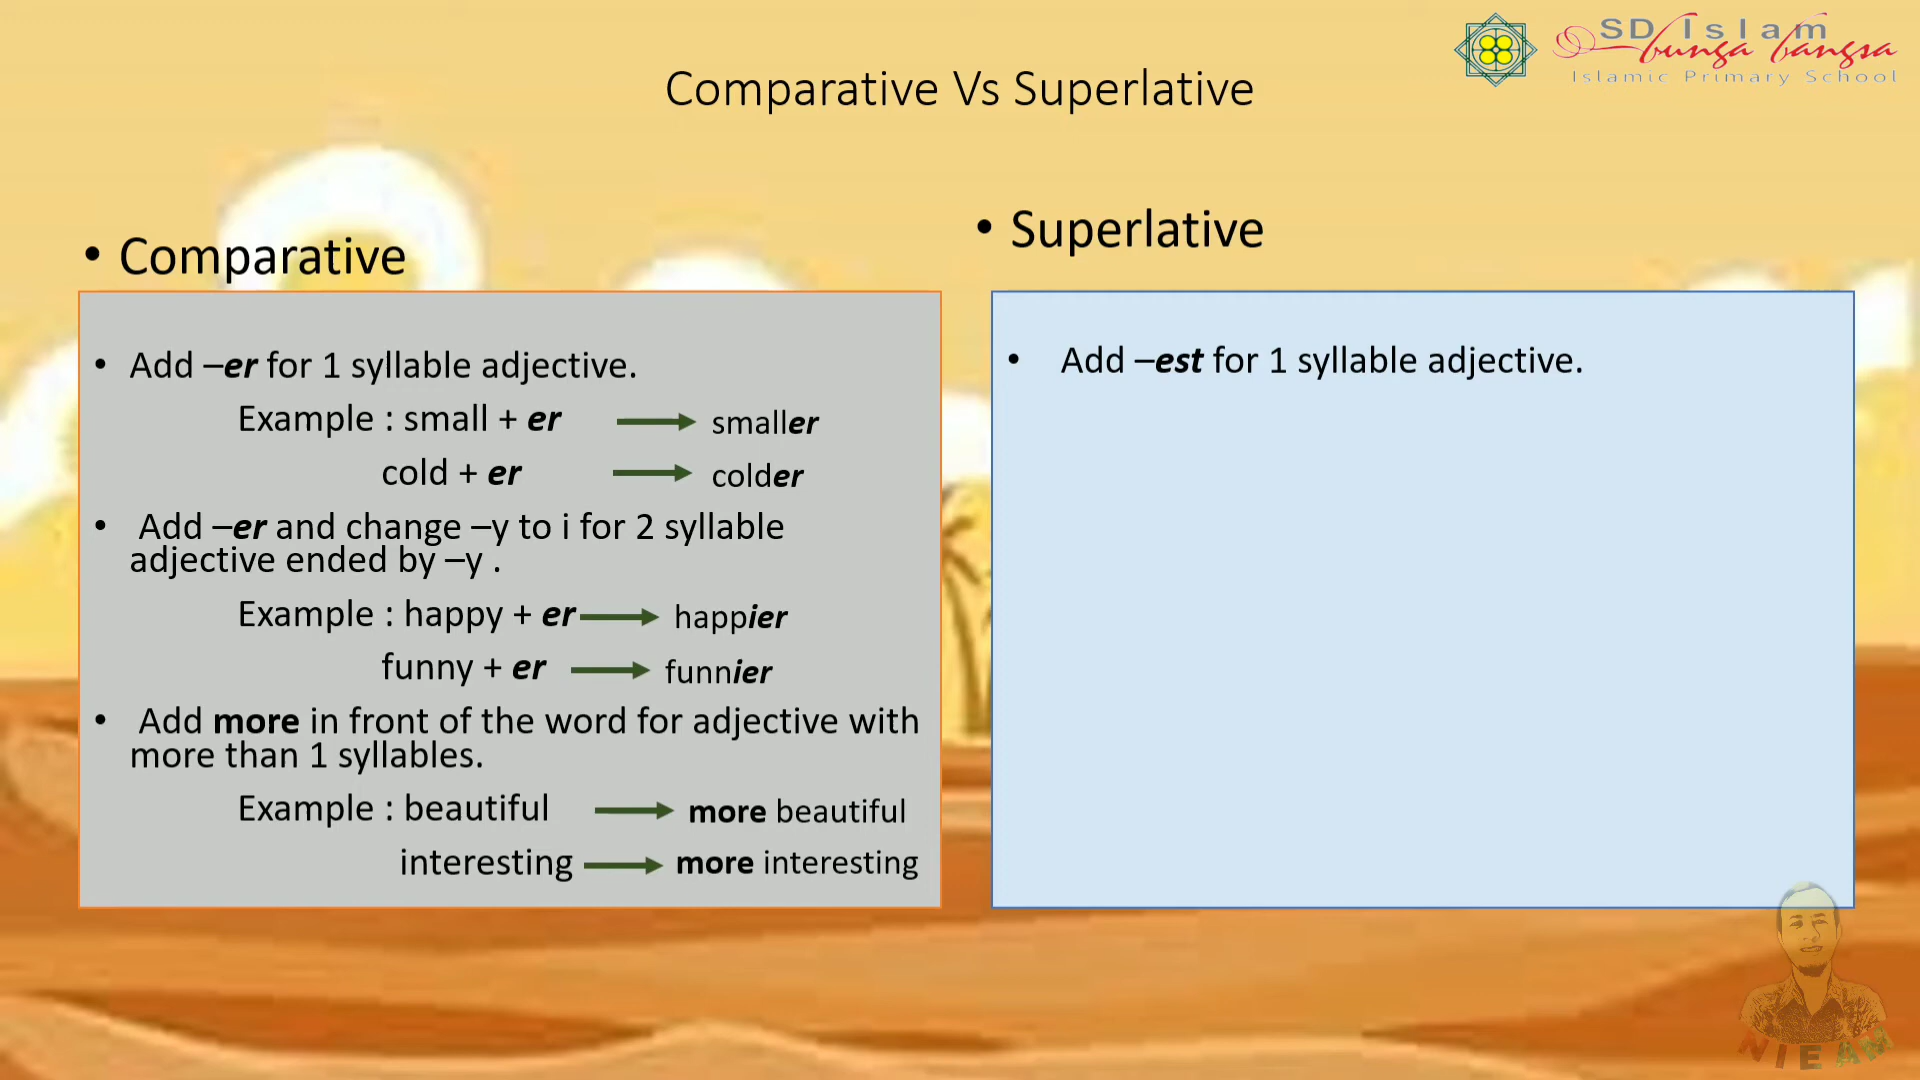 SD Islam
bunga bangsa
Islamic Primary School
Comparative Vs Superlative
• Comparative
• Add –er for 1 syllable adjective.
Example : small + er → smaller
cold + er → colder
• Add –er and change –y to i for 2 syllable
adjective ended by –y .
Example : happy + er → happier
funny + er → funnier
• Add more in front of the word for adjective with
more than 1 syllables.
Example : beautiful → more beautiful
interesting → more interesting
• Superlative
• Add –est for 1 syllable adjective.
NIEAM